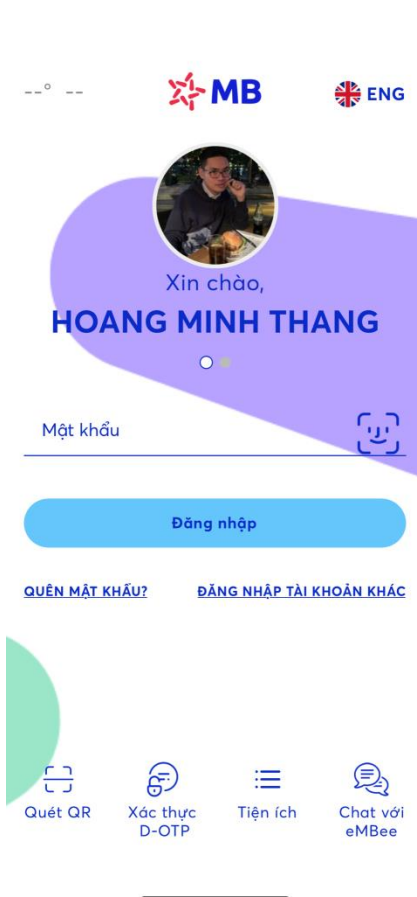 --° --
MB
ENG
Xin chào,
HOANG MINH THANG
Mật khẩu
Đăng nhập
QUÊN MẬT KHẨU?
ĐĂNG NHẬP TÀI KHOẢN KHÁC
Quét QR
Xác thực
D-OTP
Tiện ích
Chat với
eMBee